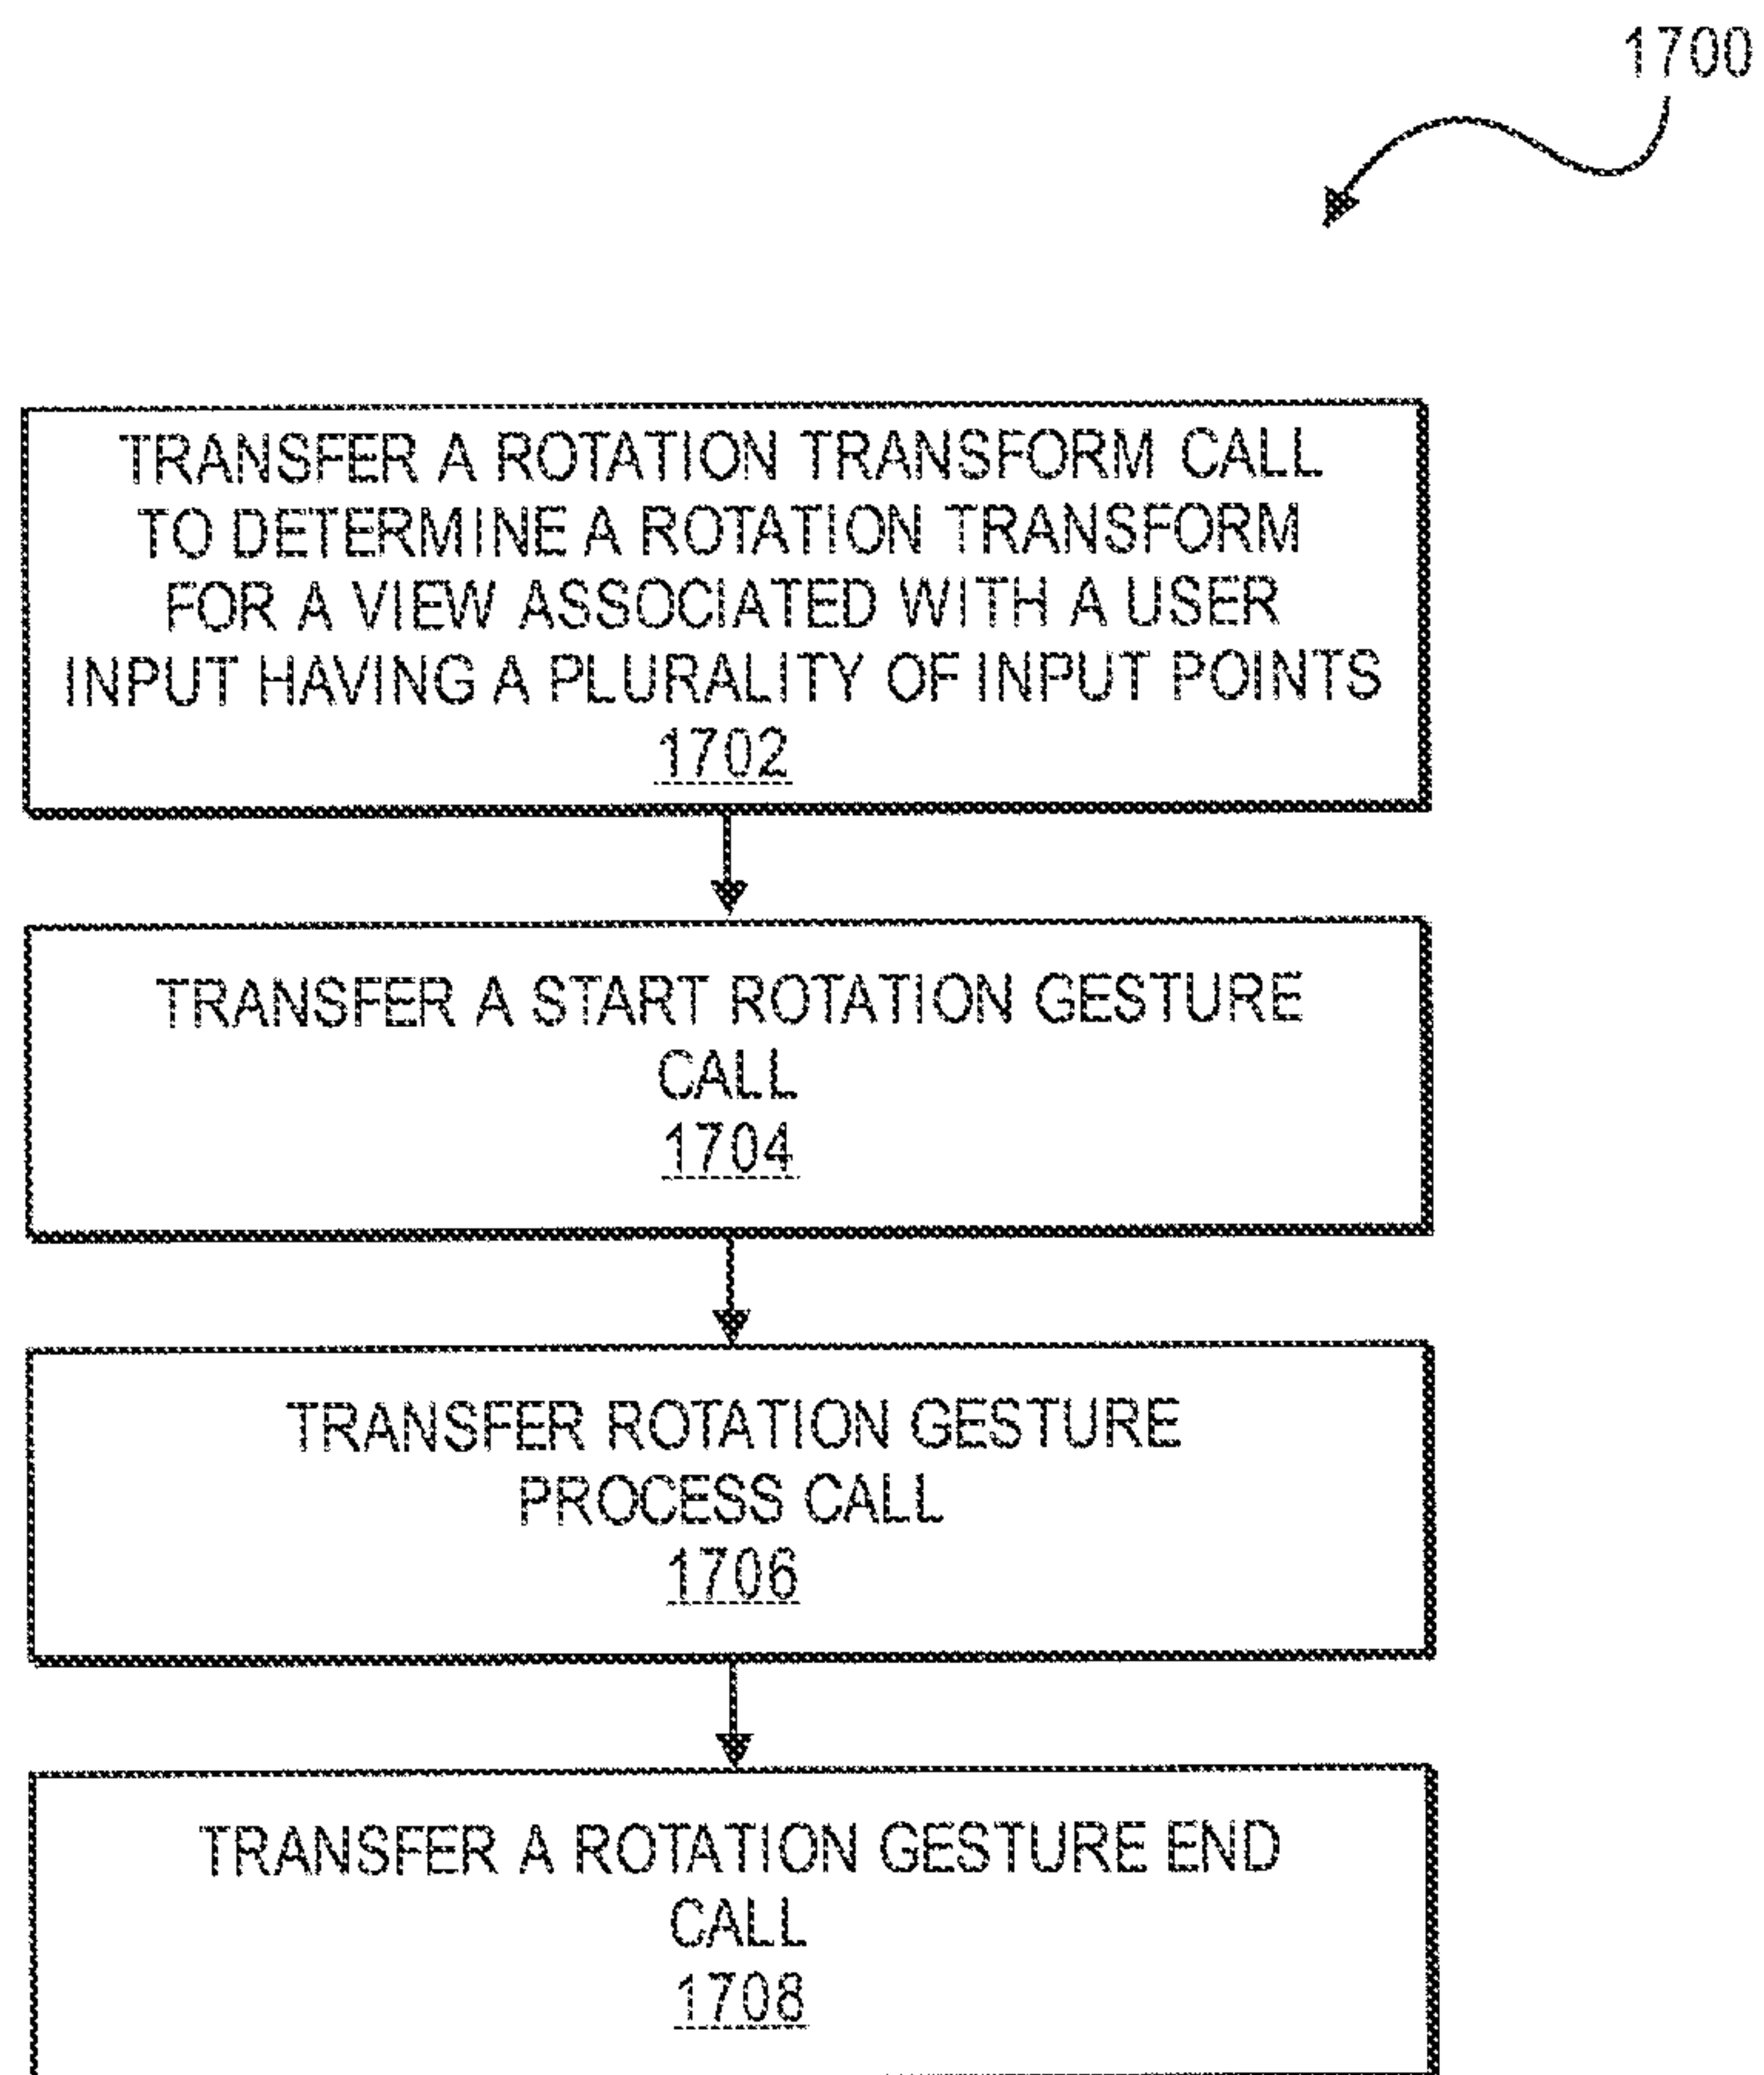 1700
TRANSFER A ROTATION TRANSFORM CALL
TO DETERMINE A ROTATION TRANSFORM
FOR A VIEW ASSOCIATED WITH A USER
INPUT HAVING A PLURALITY OF INPUT POINTS
1702
TRANSFER A START ROTATION GESTURE
CALL
1704
TRANSFER ROTATION GESTURE
PROCESS CALL
1706
TRANSFER A ROTATION GESTURE END
CALL
1708